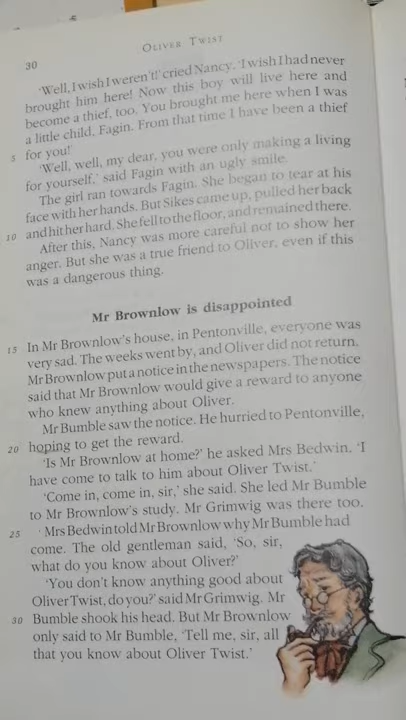 30
OLIVER TWIST
'Well, I wish I weren't!' cried Nancy. 'I wish I had never
brought him here! Now this boy will live here and
become a thief, too. You brought me here when I was
a little child, Fagin. From that time I have been a thief
5 for you!'
'Well, well, my dear, you were only making a living
for yourself,' said Fagin with an ugly smile.
The girl ran towards Fagin. She began to tear at his
face with her hands. But Sikes came up, pulled her back
10 and hit her hard. She fell to the floor, and remained there.
After this, Nancy was more careful not to show her
anger. But she was a true friend to Oliver, even if this
was a dangerous thing.
Mr Brownlow is disappointed
15 In Mr Brownlow's house, in Pentonville, everyone was
very sad. The weeks went by, and Oliver did not return.
Mr Brownlow put a notice in the newspapers. The notice
said that Mr Brownlow would give a reward to anyone
who knew anything about Oliver.
Mr Bumble saw the notice. He hurried to Pentonville,
20 hoping to get the reward.
'Is Mr Brownlow at home?' he asked Mrs Bedwin. 'I
have come to talk to him about Oliver Twist.'
'Come in, come in, sir,' she said. She led Mr Bumble
to Mr Brownlow's study. Mr Grimwig was there too.
25 Mrs Bedwin told Mr Brownlow why Mr Bumble had
come. The old gentleman said, 'So, sir,
what do you know about Oliver?'
'You don't know anything good about
Oliver Twist, do you?' said Mr Grimwig. Mr
30 Bumble shook his head. But Mr Brownlow
only said to Mr Bumble, 'Tell me, sir, all
that you know about Oliver Twist.'